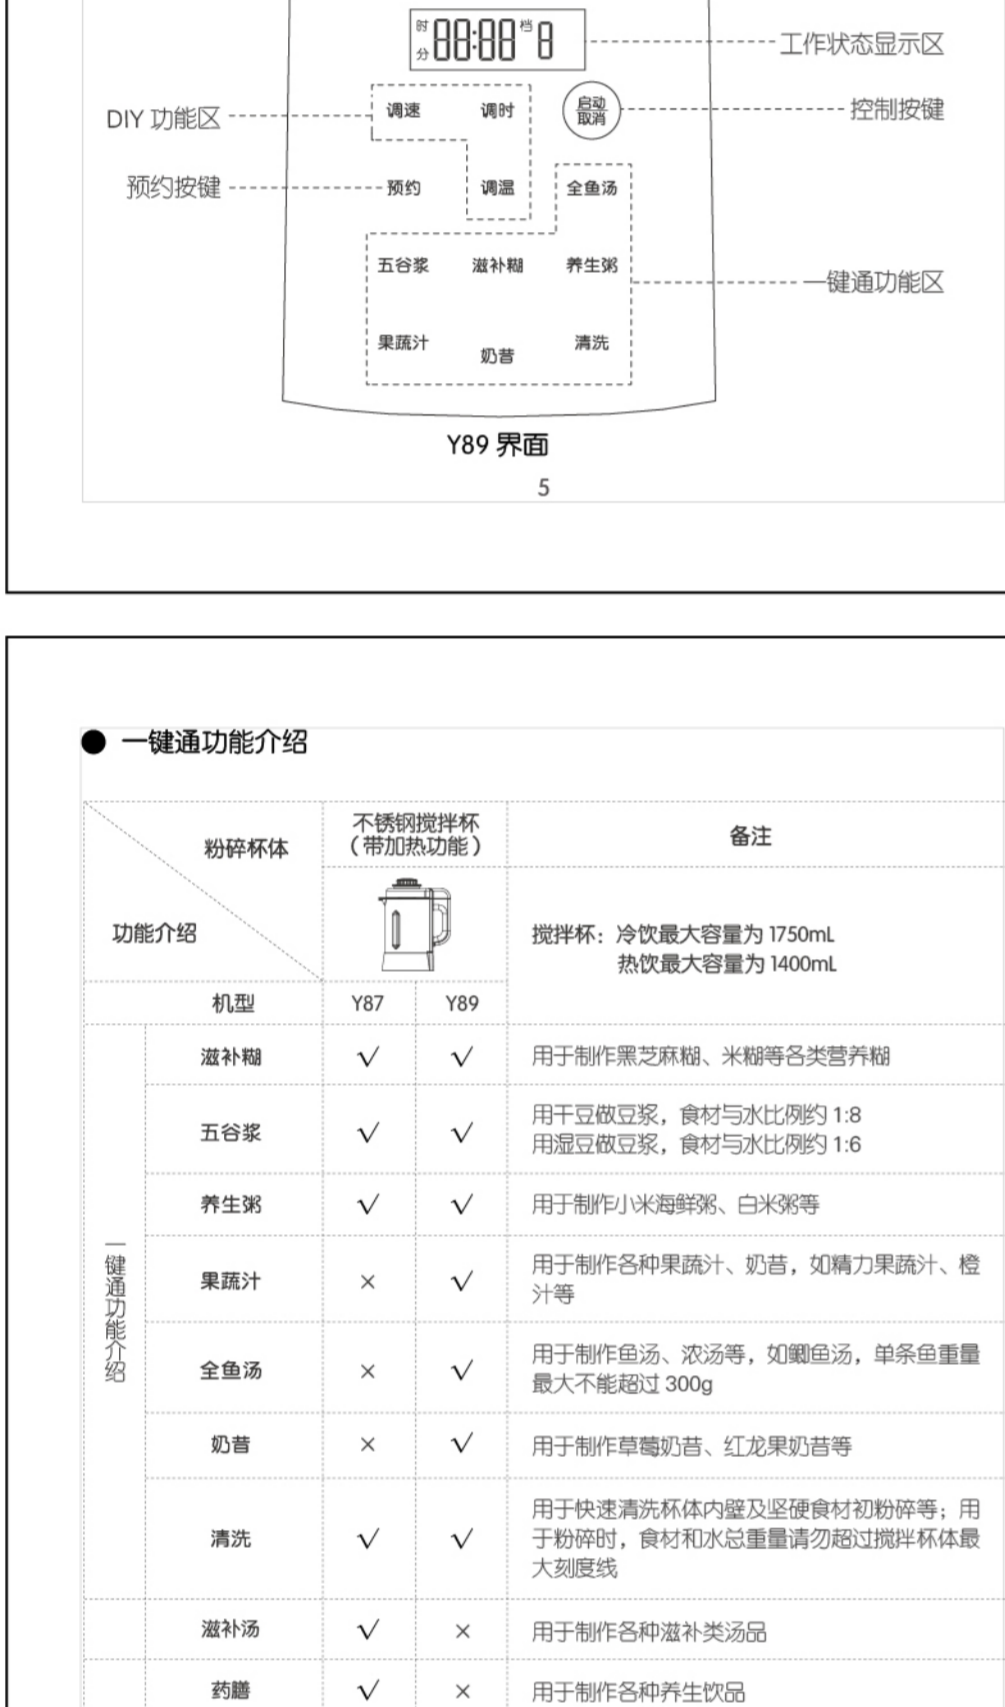 时 88:88 档 8
分
工作状态显示区
DIY 功能区
调速
调时
启动
取消
控制按键
预约按键
预约
调温
全鱼汤
五谷浆
滋补糊
养生粥
一键通功能区
果蔬汁
奶昔
清洗
Y89 界面
5
● 一键通功能介绍
粉碎杯体
功能介绍
不锈钢搅拌杯
（带加热功能）
备注
搅拌杯：冷饮最大容量为 1750mL
热饮最大容量为 1400mL
机型 Y87 Y89
一键通功能介绍
滋补糊 √ √ 用于制作黑芝麻糊、米糊等各类营养糊
五谷浆 √ √ 用干豆做豆浆，食材与水比例约 1:8
用湿豆做豆浆，食材与水比例约 1:6
养生粥 √ √ 用于制作小米海鲜粥、白米粥等
果蔬汁 × √ 用于制作各种果蔬汁、奶昔，如精力果蔬汁、橙
汁等
全鱼汤 × √ 用于制作鱼汤、浓汤等，如鲫鱼汤，单条鱼重量
最大不能超过 300g
奶昔 × √ 用于制作草莓奶昔、红龙果奶昔等
清洗 √ √ 用于快速清洗杯体内壁及坚硬食材初粉碎等；用
于粉碎时，食材和水总重量请勿超过搅拌杯体最
大刻度线
滋补汤 √ × 用于制作各种滋补类汤品
药膳 √ × 用于制作各种养生饮品